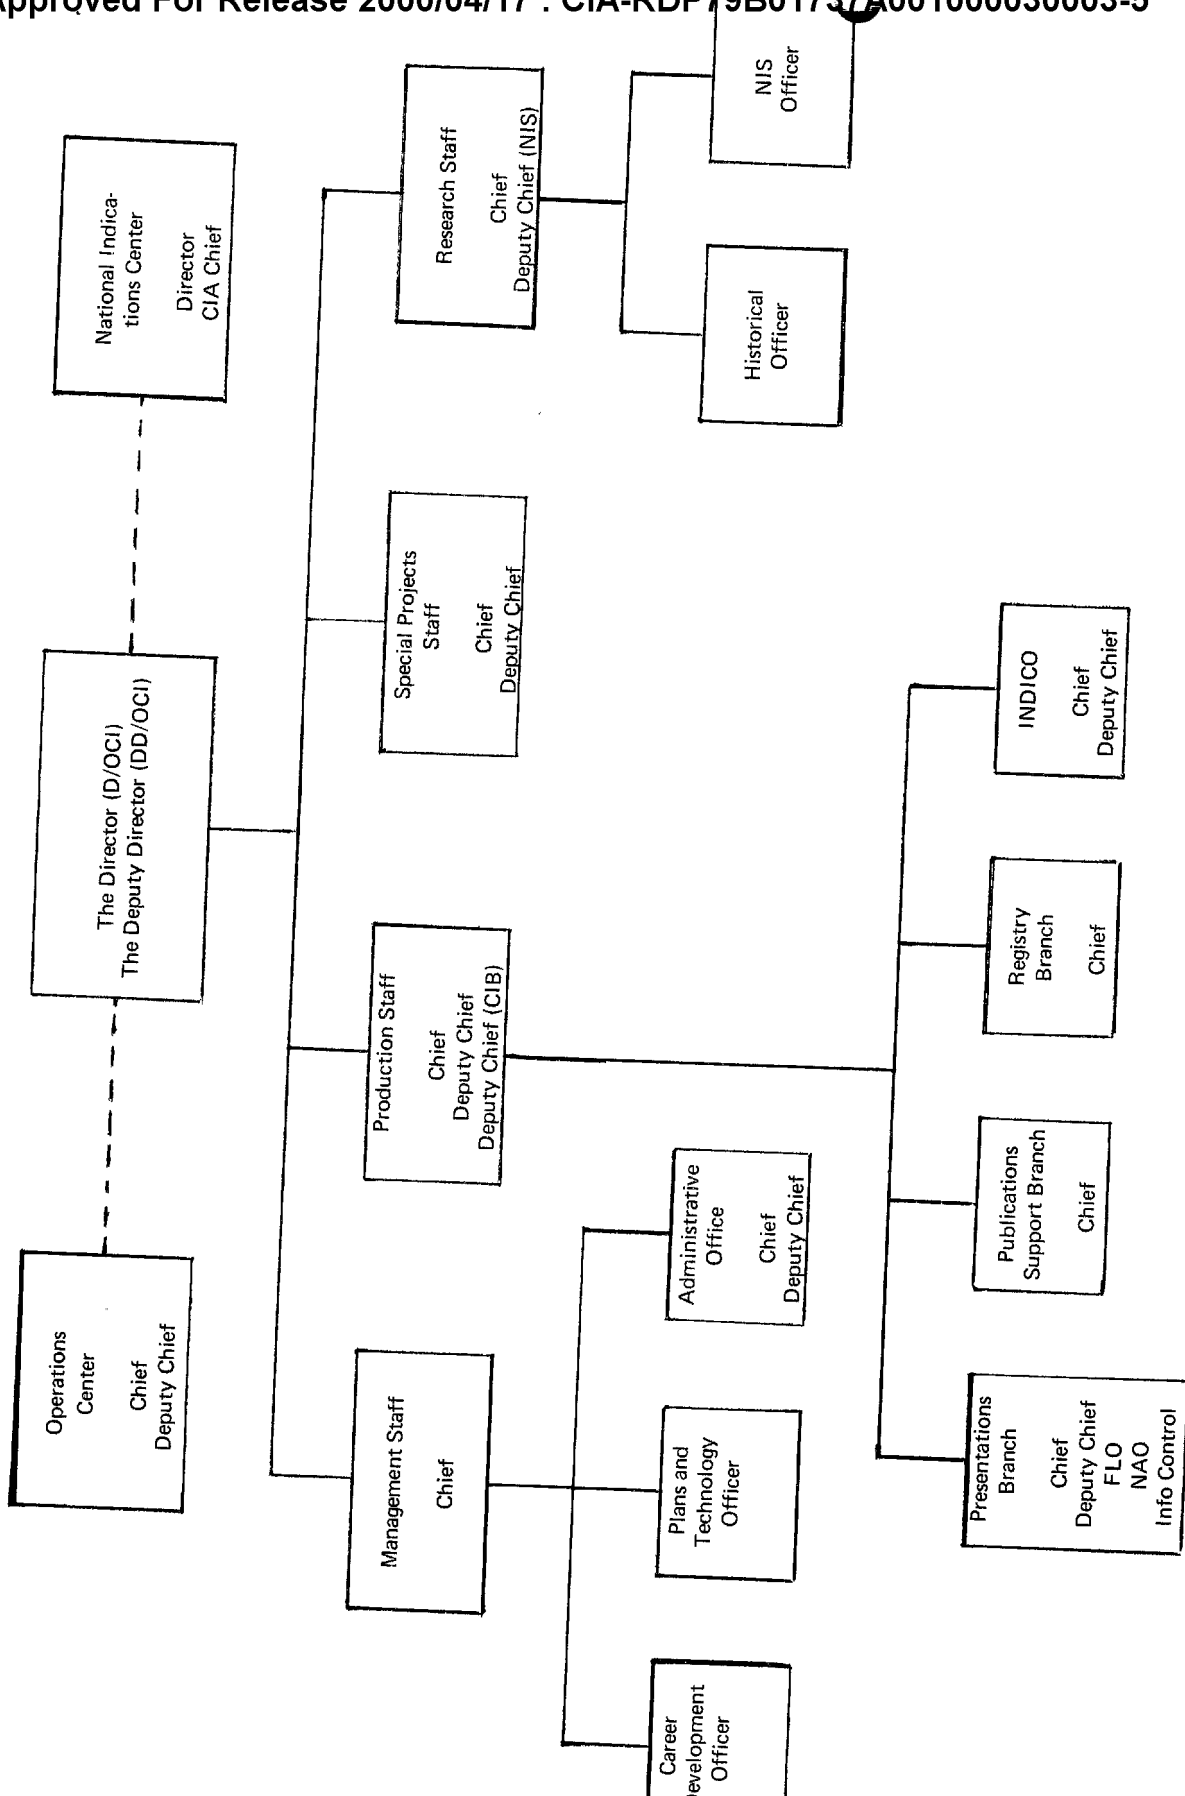 Approved For Release 2000/04/17 : CIA-RDP79B01737A001000030003-5
Operations
Center
Chief
Deputy Chief
The Director (D/OCI)
The Deputy Director (DD/OCI)
National Indica-
tions Center
Director
CIA Chief
Management Staff
Chief
Production Staff
Chief
Deputy Chief
Deputy Chief (CIB)
Special Projects
Staff
Chief
Deputy Chief
Research Staff
Chief
Deputy Chief (NIS)
Career
Development
Officer
Plans and
Technology
Officer
Administrative
Office
Chief
Deputy Chief
Historical
Officer
NIS
Officer
Presentations
Branch
Chief
Deputy Chief
FLO
NAO
Info Control
Publications
Support Branch
Chief
Registry
Branch
Chief
INDICO
Chief
Deputy Chief